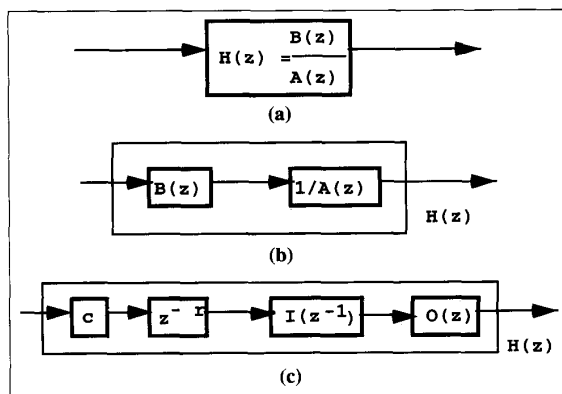 B(z)
H(z) =
A(z)
(a)
B(z)
1/A(z)
H(z)
(b)
c
z⁻ ʳ
I(z⁻¹)
O(z)
H(z)
(c)